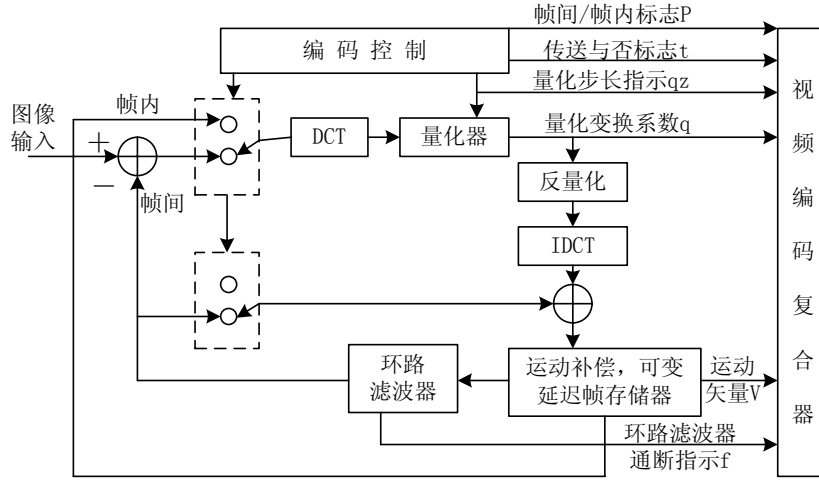 帧间/帧内标志P
编 码 控 制
传送与否标志t
量化步长指示qz
图像
输入
帧内
DCT
量化器
量化变换系数q
+
−
帧间
反量化
IDCT
环路
滤波器
运动补偿，可变
延迟帧存储器
运动
矢量V
环路滤波器
通断指示f
视
频
编
码
复
合
器